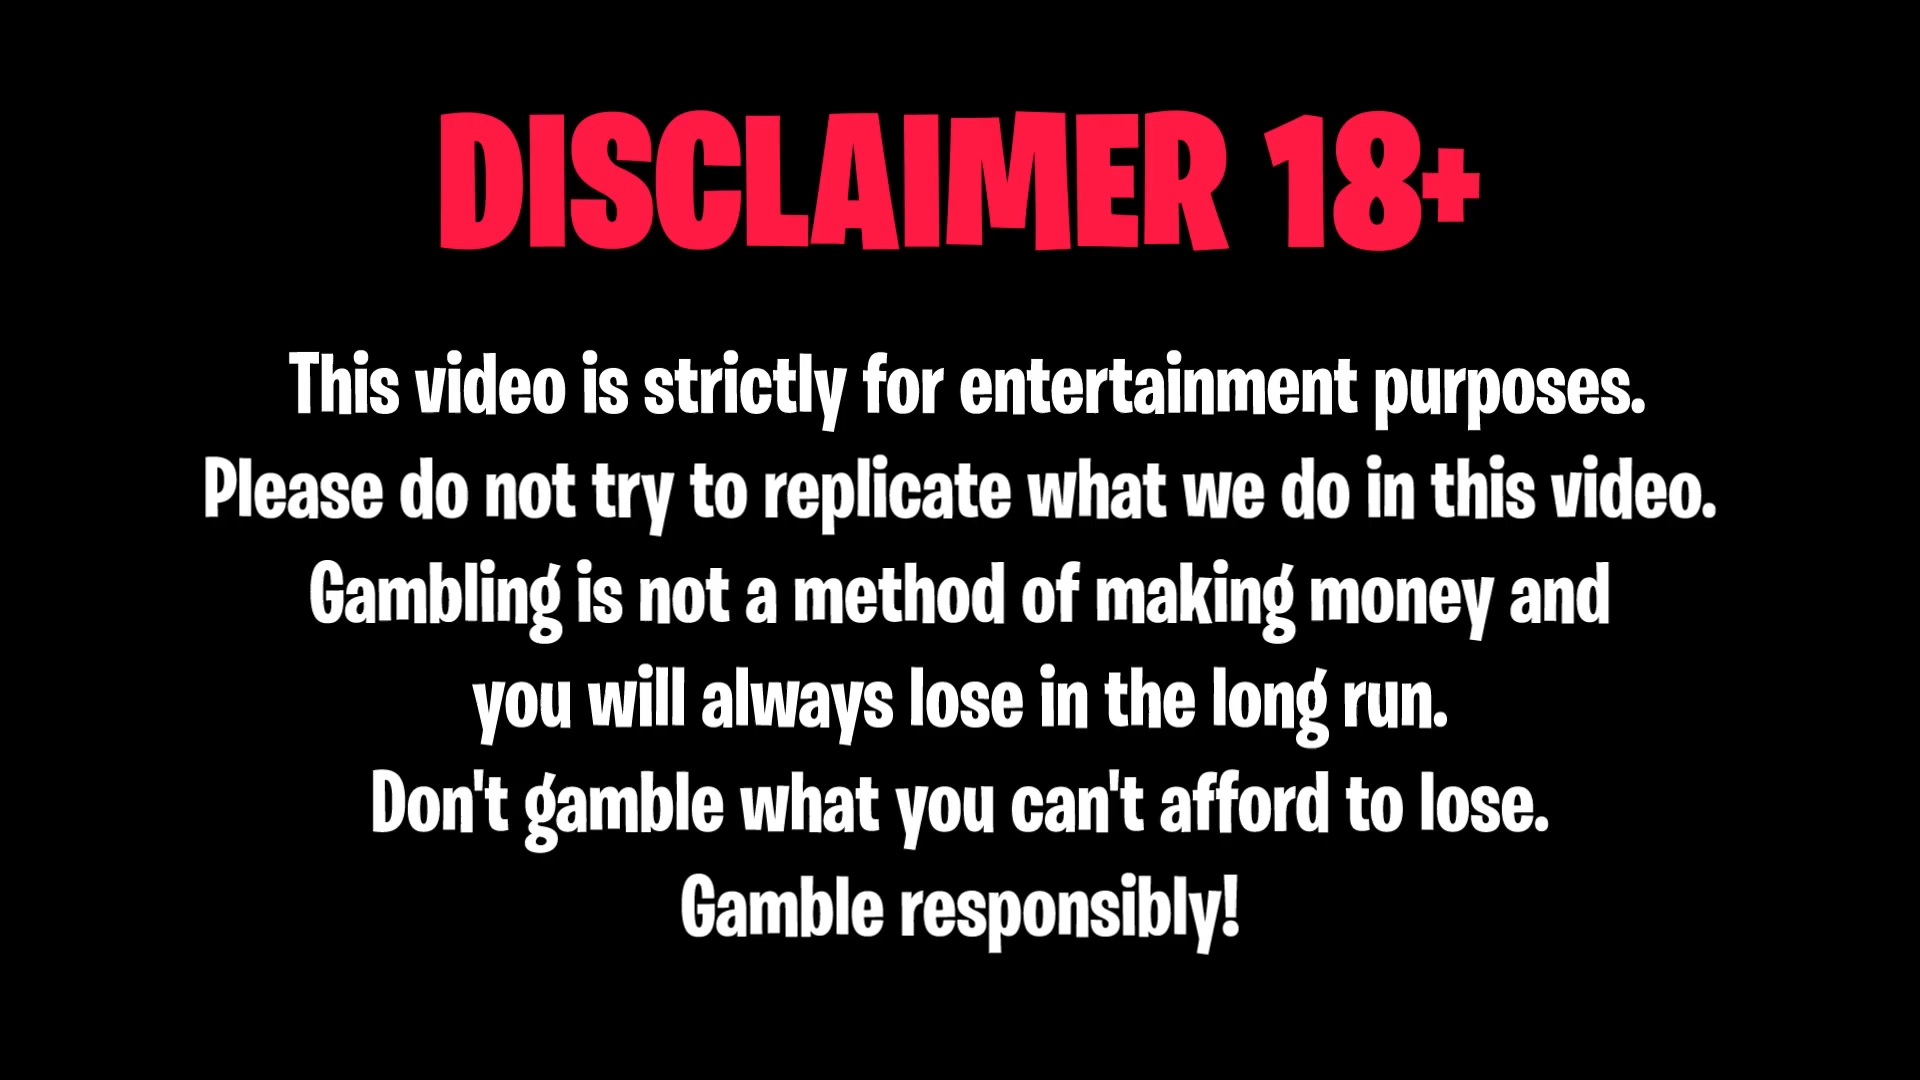 DISCLAIMER 18+
This video is strictly for entertainment purposes.
Please do not try to replicate what we do in this video.
Gambling is not a method of making money and
you will always lose in the long run.
Don't gamble what you can't afford to lose.
Gamble responsibly!